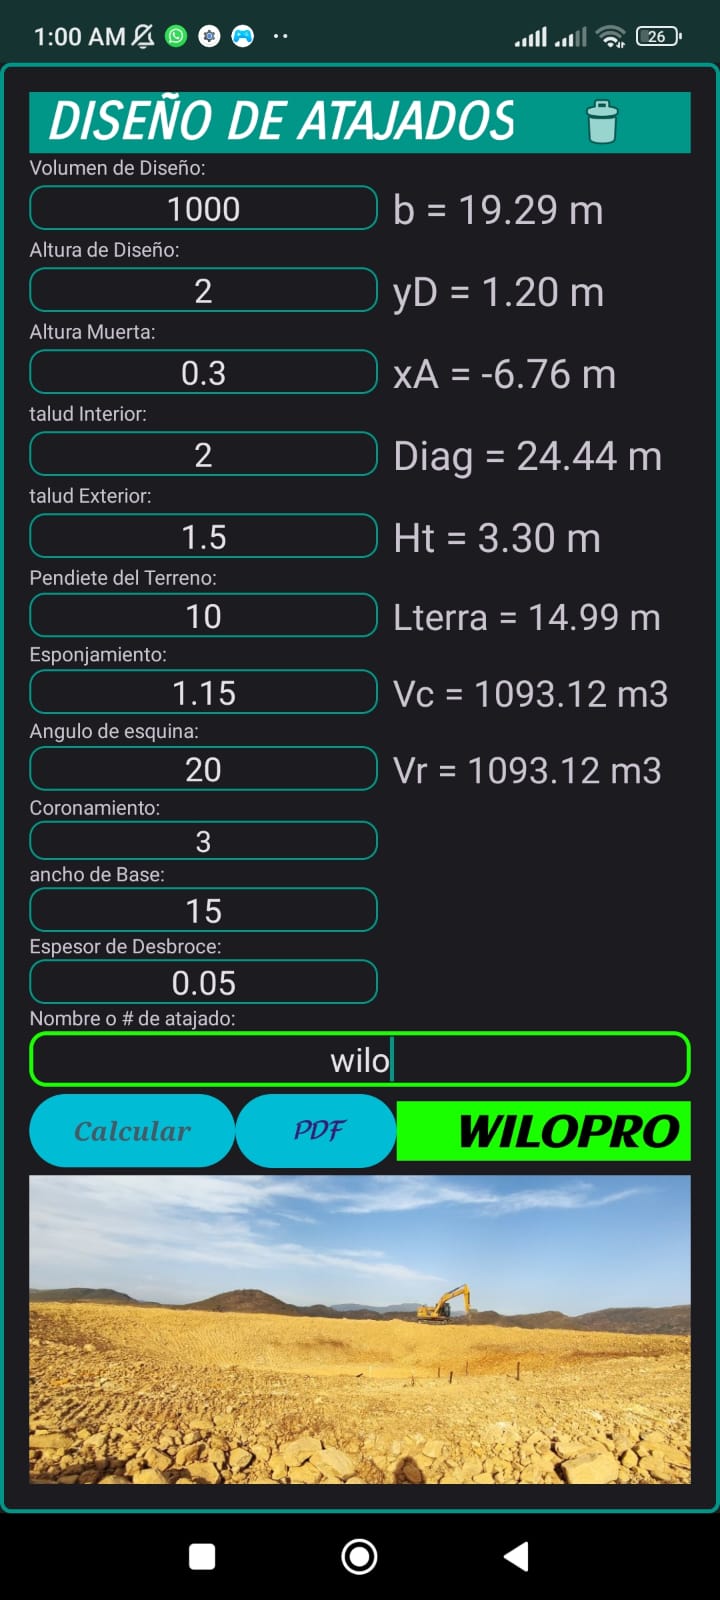 1:00 AM
26
DISEÑO DE ATAJADOS
Volumen de Diseño:
1000
b = 19.29 m
Altura de Diseño:
2
yD = 1.20 m
Altura Muerta:
0.3
xA = -6.76 m
talud Interior:
2
Diag = 24.44 m
talud Exterior:
1.5
Ht = 3.30 m
Pendiete del Terreno:
10
Lterra = 14.99 m
Esponjamiento:
1.15
Vc = 1093.12 m3
Angulo de esquina:
20
Vr = 1093.12 m3
Coronamiento:
3
ancho de Base:
15
Espesor de Desbroce:
0.05
Nombre o # de atajado:
wilo
Calcular
PDF
WILOPRO